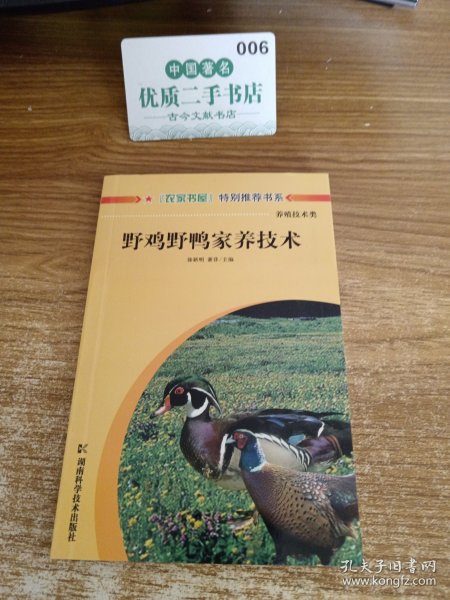 006
中国著名
优质二手书店
古今文献书店
《农家书屋》特别推荐书系
养殖技术类
野鸡野鸭家养技术
湖南科学技术出版社
孔夫子旧书网
www.kongfz.com